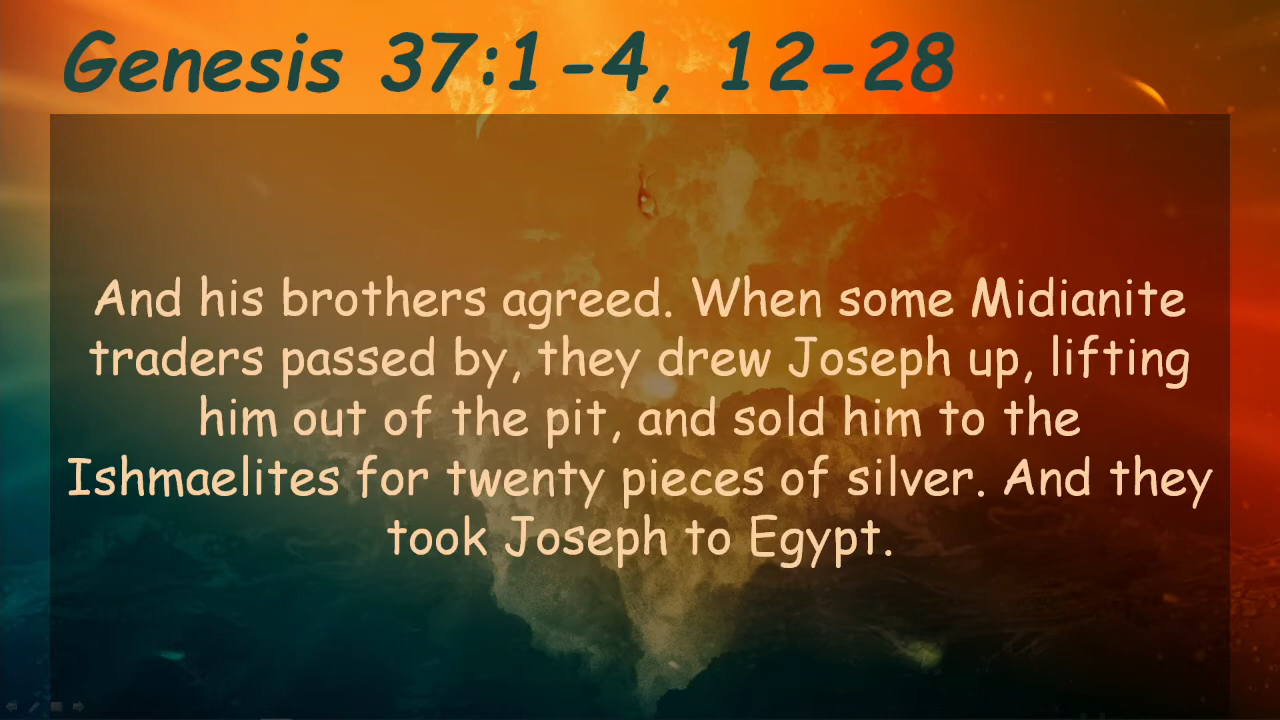 Genesis 37:1-4, 12-28
And his brothers agreed. When some Midianite
traders passed by, they drew Joseph up, lifting
him out of the pit, and sold him to the
Ishmaelites for twenty pieces of silver. And they
took Joseph to Egypt.